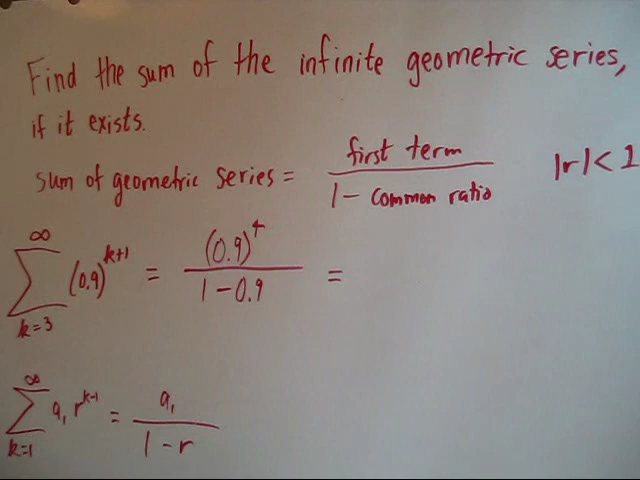 Find the sum of the infinite geometric series,
if it exists.
sum of geometric series = first term / 1 - common ratio |r| < 1
∞ ∑ k=3 (0.9)^k+1 = (0.9)^4 / 1 - 0.9 =
∞ ∑ k=1 a₁ r^k-1 = a₁ / 1 - r